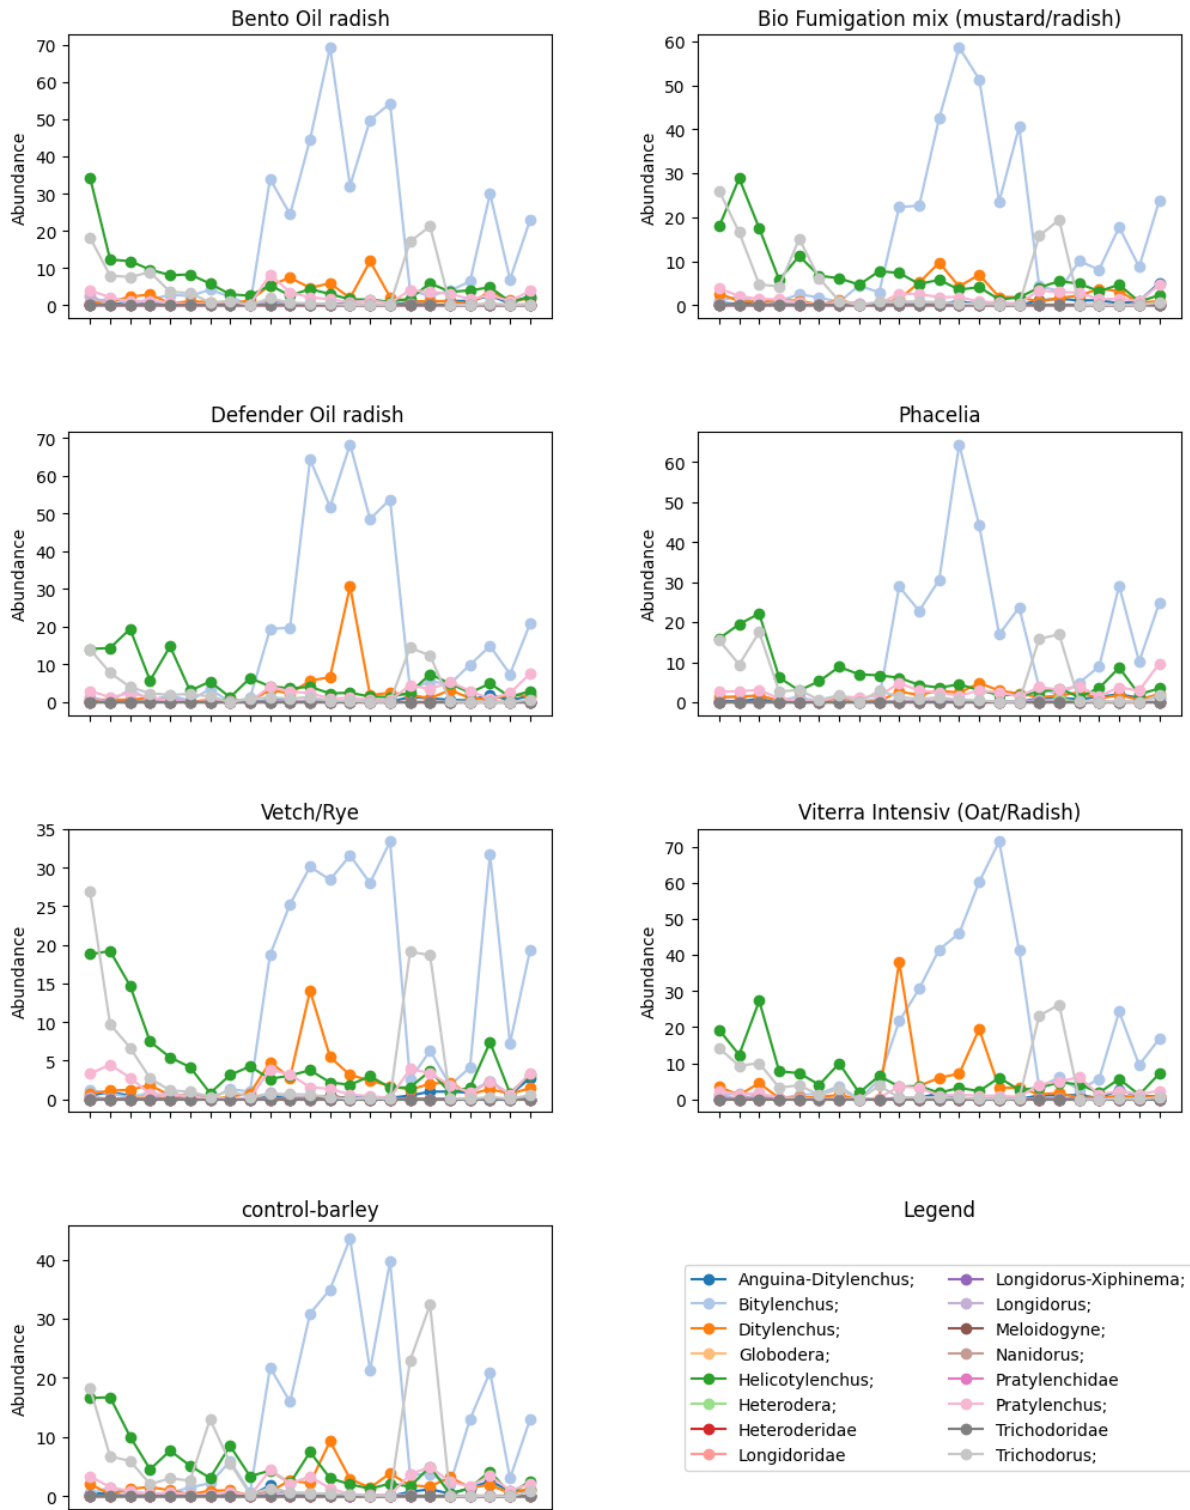 Bento Oil radish
Abundance
70
60
50
40
30
20
10
0
Bio Fumigation mix (mustard/radish)
Abundance
60
50
40
30
20
10
0
Defender Oil radish
Abundance
70
60
50
40
30
20
10
0
Phacelia
Abundance
60
50
40
30
20
10
0
Vetch/Rye
Abundance
35
30
25
20
15
10
5
0
Viterra Intensiv (Oat/Radish)
Abundance
70
60
50
40
30
20
10
0
control-barley
Abundance
40
30
20
10
0
Legend
Anguina-Ditylenchus;
Bitylenchus;
Ditylenchus;
Globodera;
Helicotylenchus;
Heterodera;
Heteroderidae
Longidoridae
Longidorus-Xiphinema;
Longidorus;
Meloidogyne;
Nanidorus;
Pratylenchidae
Pratylenchus;
Trichodoridae
Trichodorus;